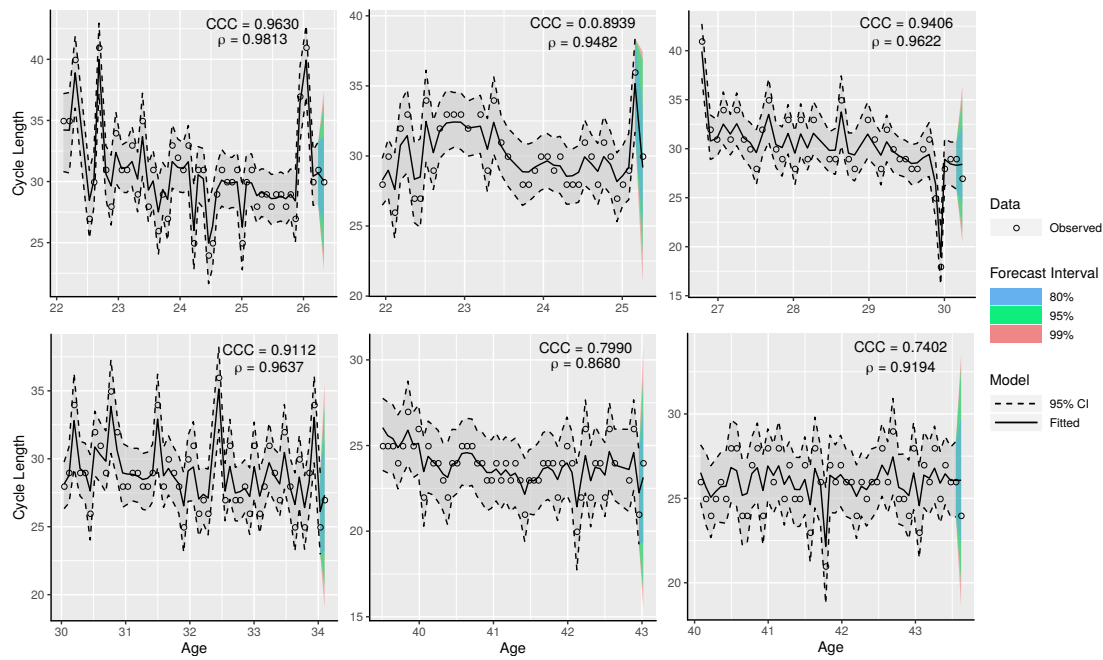 CCC = 0.9630
ρ = 0.9813
CCC = 0.0.8939
ρ = 0.9482
CCC = 0.9406
ρ = 0.9622
40
35
30
25
22 23 24 25 26
40
35
30
25
20
22 23 24 25
40
35
30
25
20
15
27 28 29 30
Cycle Length
CCC = 0.9112
ρ = 0.9637
CCC = 0.7990
ρ = 0.8680
CCC = 0.7402
ρ = 0.9194
35
30
25
20
30 31 32 33 34
30
25
20
15
40 41 42 43
30
25
20
40 41 42 43
Cycle Length
Age
Age
Age
Data
Observed
Forecast Interval
80%
95%
99%
Model
95% CI
Fitted